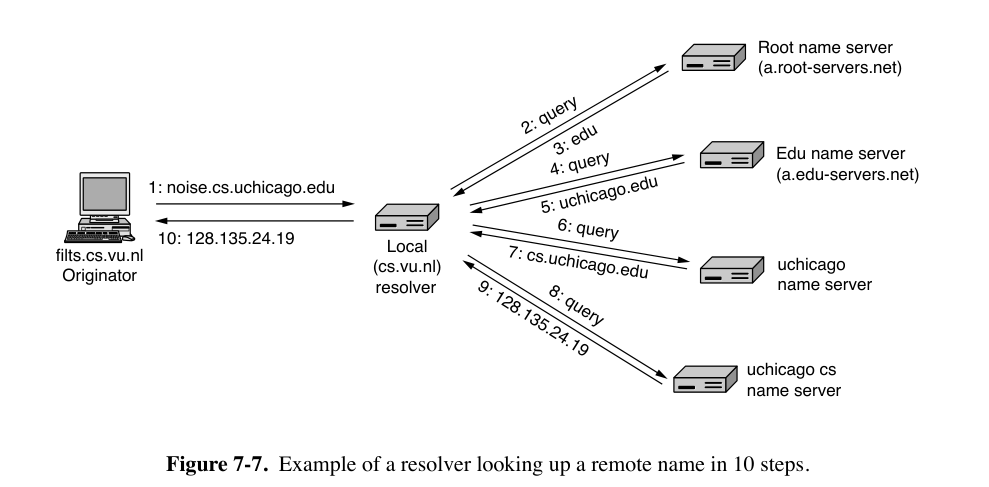 Root name server
(a.root-servers.net)
2: query
3: edu
4: query
Edu name server
(a.edu-servers.net)
5: uchicago.edu
1: noise.cs.uchicago.edu
10: 128.135.24.19
filts.cs.vu.nl
Originator
Local
(cs.vu.nl)
resolver
6: query
7: cs.uchicago.edu
uchicago
name server
8: query
9: 128.135.24.19
uchicago cs
name server
Figure 7-7. Example of a resolver looking up a remote name in 10 steps.